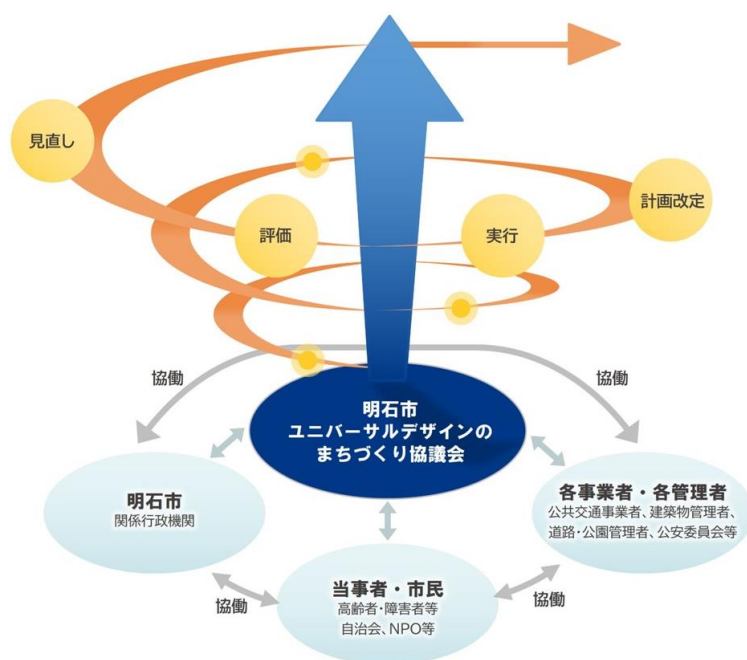 見直し
計画改定
評価
実行
協働
協働
明石市
ユニバーサルデザインの
まちづくり協議会
明石市
関係行政機関
各事業者・各管理者
公共交通事業者、建築物管理者、
道路・公園管理者、公安委員会等
当事者・市民
高齢者・障害者等
自治会、NPO等
協働
協働